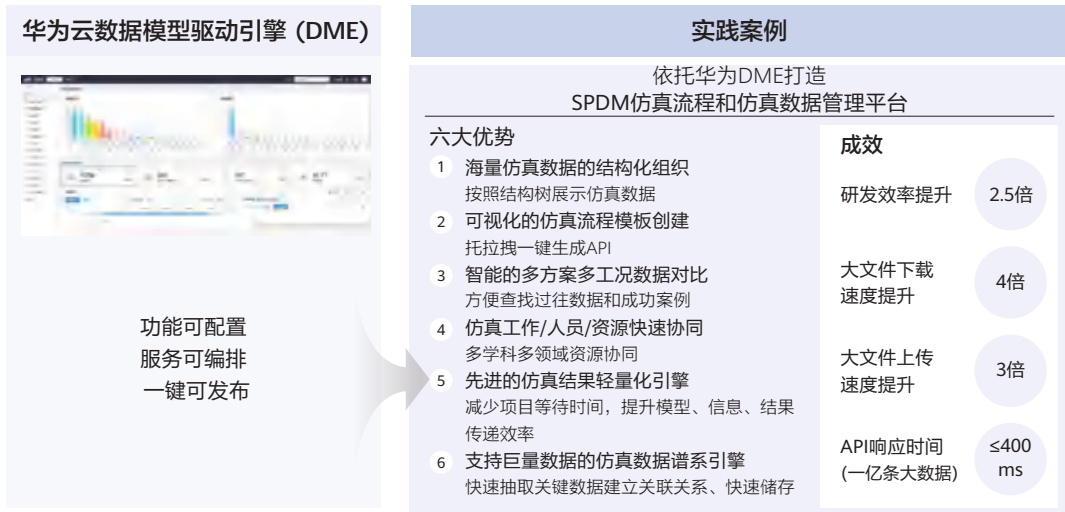 华为云数据模型驱动引擎 (DME)
功能可配置
服务可编排
一键可发布
实践案例
依托华为DME打造
SPDM仿真流程和仿真数据管理平台
六大优势
1 海量仿真数据的结构化组织
按照结构树展示仿真数据
2 可视化的仿真流程模板创建
托拉拽一键生成API
3 智能的多方案多工况数据对比
方便查找过往数据和成功案例
4 仿真工作/人员/资源快速协同
多学科多领域资源协同
5 先进的仿真结果轻量化引擎
减少项目等待时间，提升模型、信息、结果
传递效率
6 支持巨量数据的仿真数据谱系引擎
快速抽取关键数据建立关联关系、快速储存
成效
研发效率提升 2.5倍
大文件下载
速度提升
4倍
大文件上传
速度提升
3倍
API响应时间
(一亿条大数据)
≤400
ms